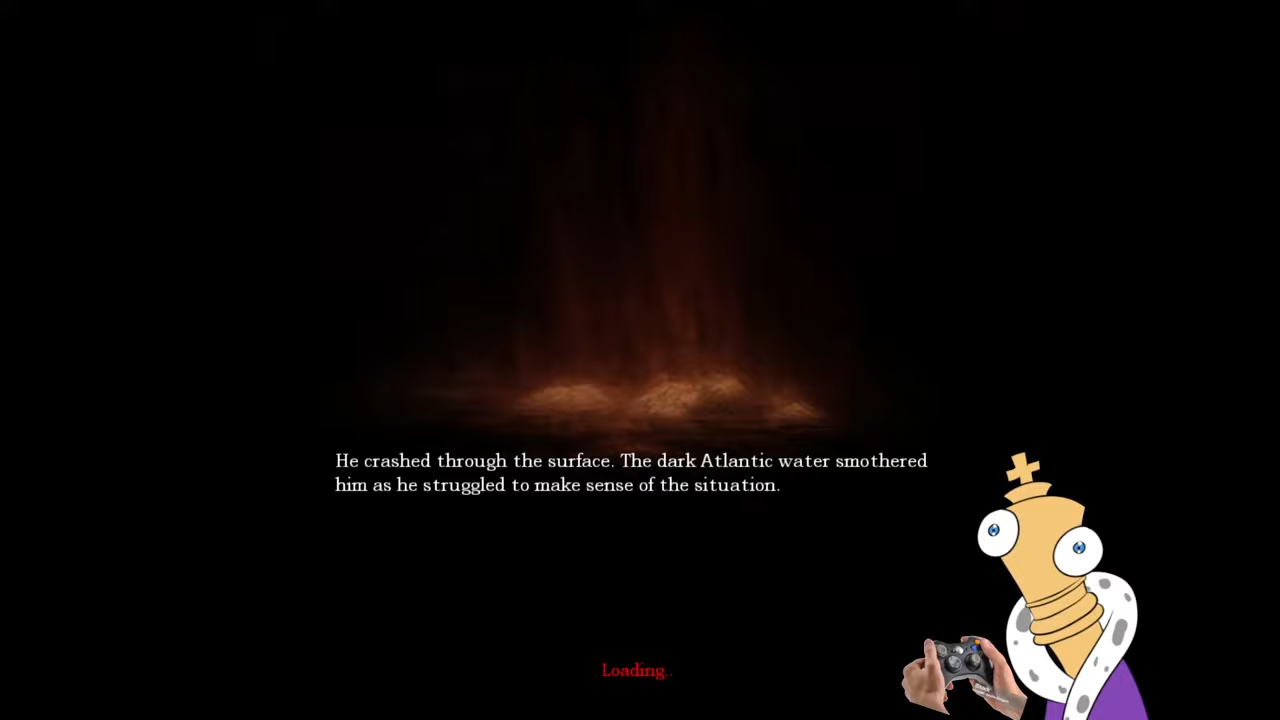 He crashed through the surface. The dark Atlantic water smothered
him as he struggled to make sense of the situation.
Loading..